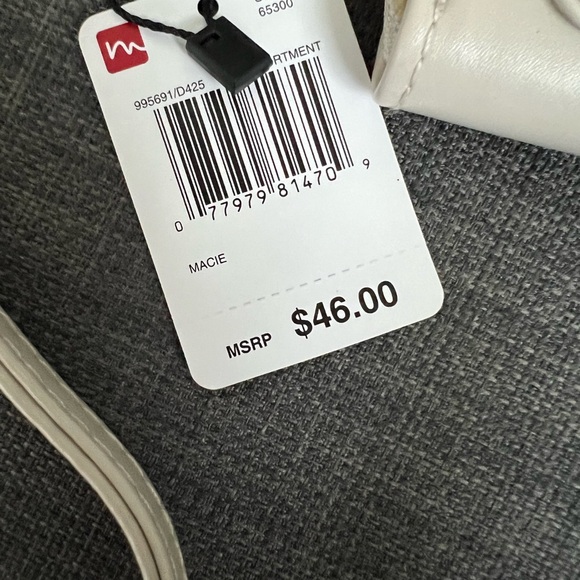 65300
995691/D425
RTMENT
0 77979 81470 9
MACIE
MSRP $46.00